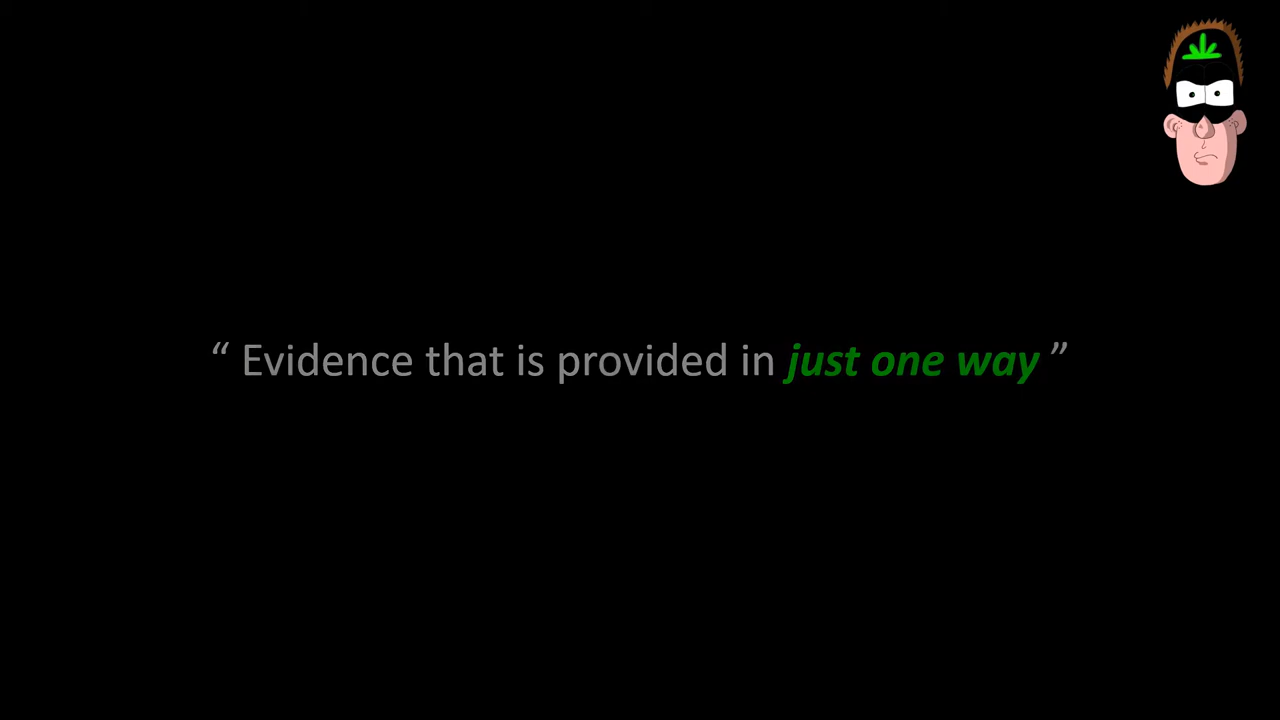 “ Evidence that is provided in just one way ”